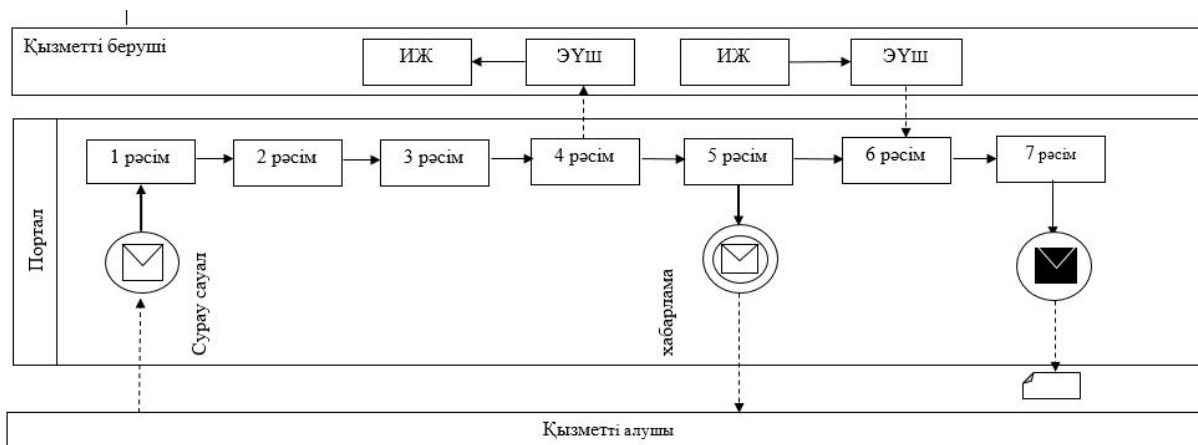 Қызметті беруші
ИЖ
ЭҮШ
ИЖ
ЭҮШ
1 рәсім
2 рәсім
3 рәсім
4 рәсім
5 рәсім
6 рәсім
7 рәсім
Портал
Сурау сауал
хабарлама
Қызметті алушы